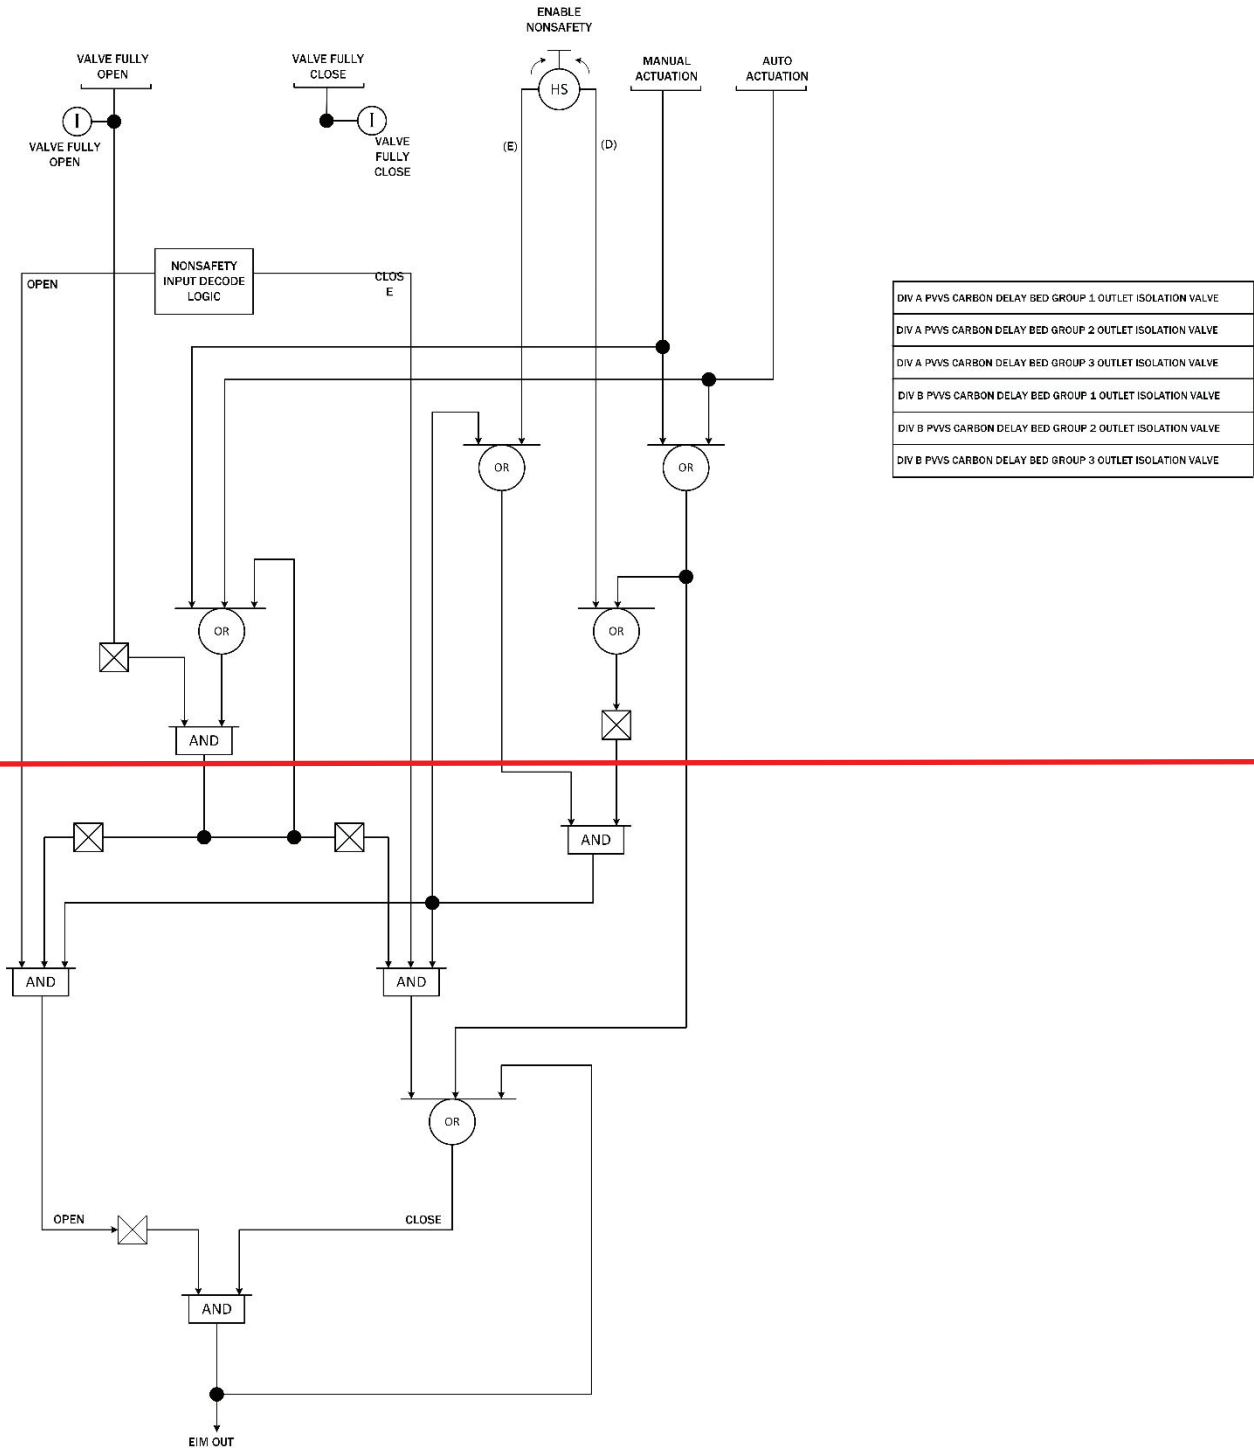 ENABLE
NONSAFETY
VALVE FULLY
OPEN
VALVE FULLY
CLOSE
HS
MANUAL
ACTUATION
AUTO
ACTUATION
I
VALVE FULLY
OPEN
I
VALVE
FULLY
CLOSE
(E)
(D)
OPEN
NONSAFETY
INPUT DECODE
LOGIC
CLOS
E
DIV A PVVS CARBON DELAY BED GROUP 1 OUTLET ISOLATION VALVE
DIV A PVVS CARBON DELAY BED GROUP 2 OUTLET ISOLATION VALVE
DIV A PVVS CARBON DELAY BED GROUP 3 OUTLET ISOLATION VALVE
DIV B PVVS CARBON DELAY BED GROUP 1 OUTLET ISOLATION VALVE
DIV B PVVS CARBON DELAY BED GROUP 2 OUTLET ISOLATION VALVE
DIV B PVVS CARBON DELAY BED GROUP 3 OUTLET ISOLATION VALVE
OR
OR
OR
OR
AND
AND
AND
AND
OR
OPEN
CLOSE
AND
EIM OUT